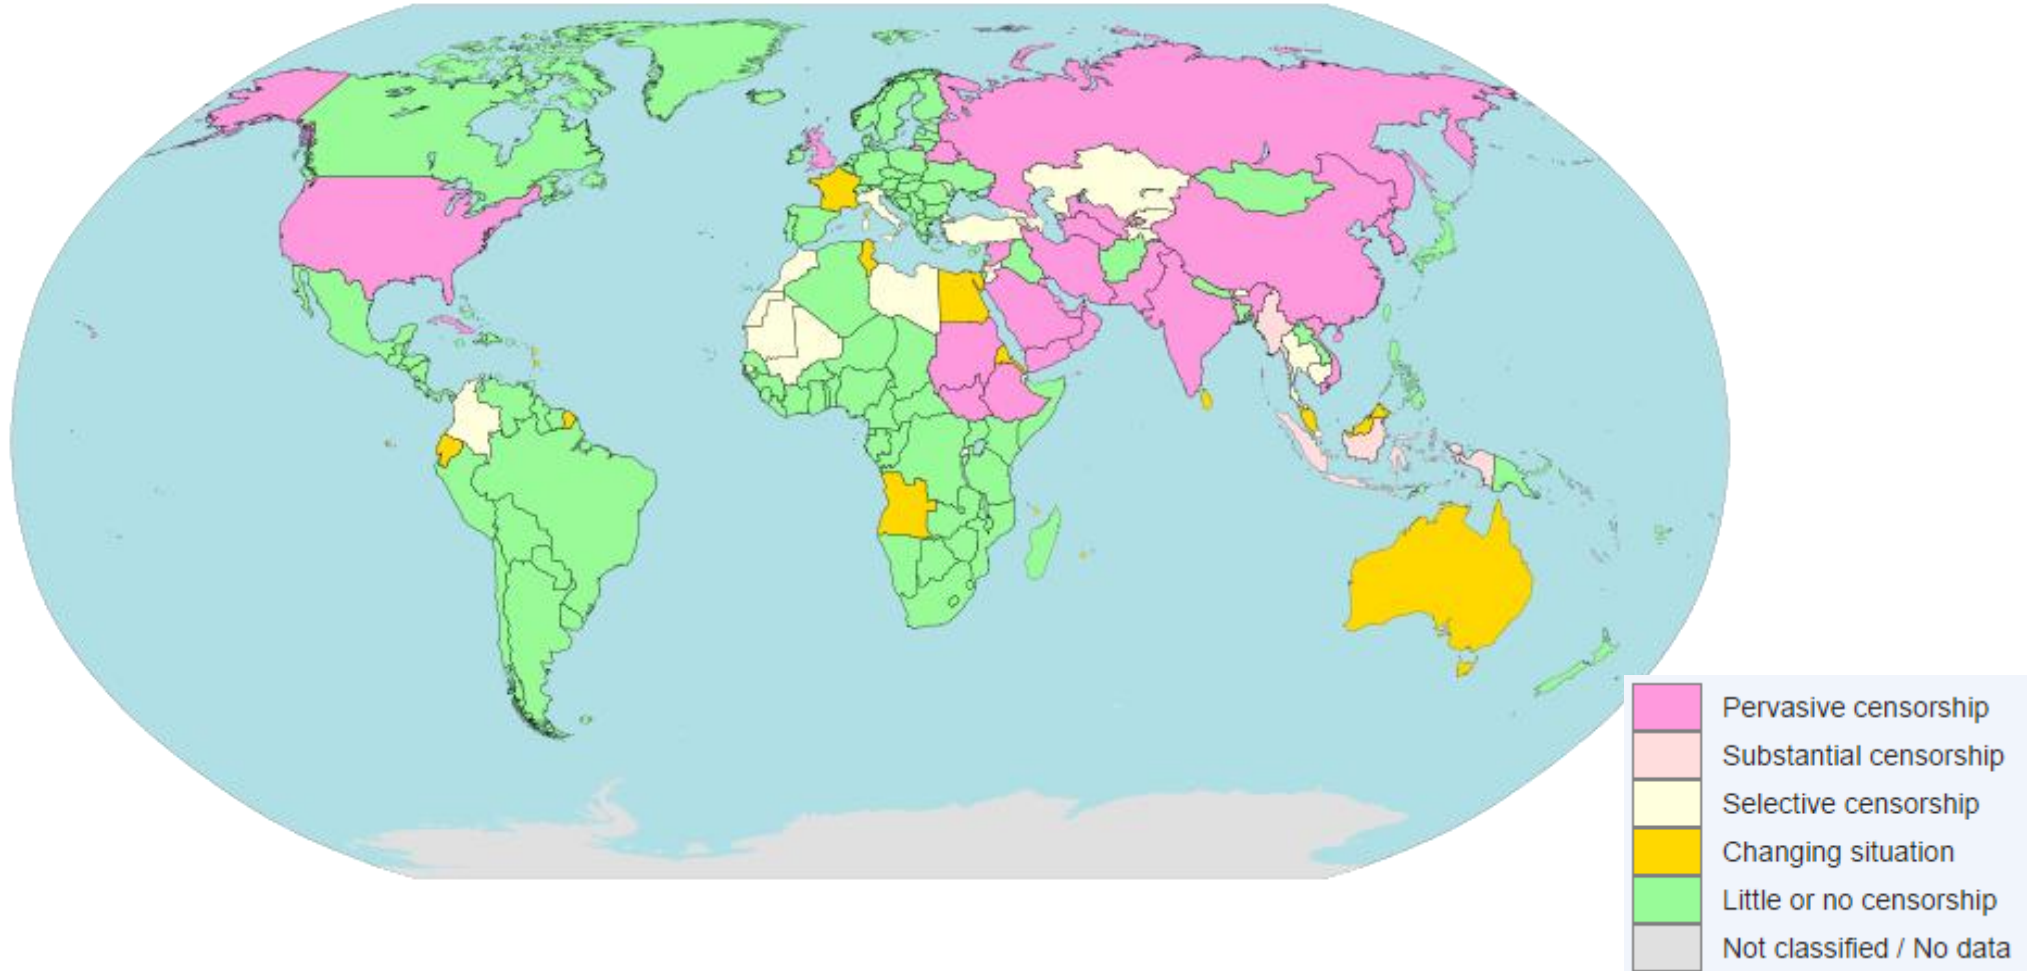 Pervasive censorship
Substantial censorship
Selective censorship
Changing situation
Little or no censorship
Not classified / No data